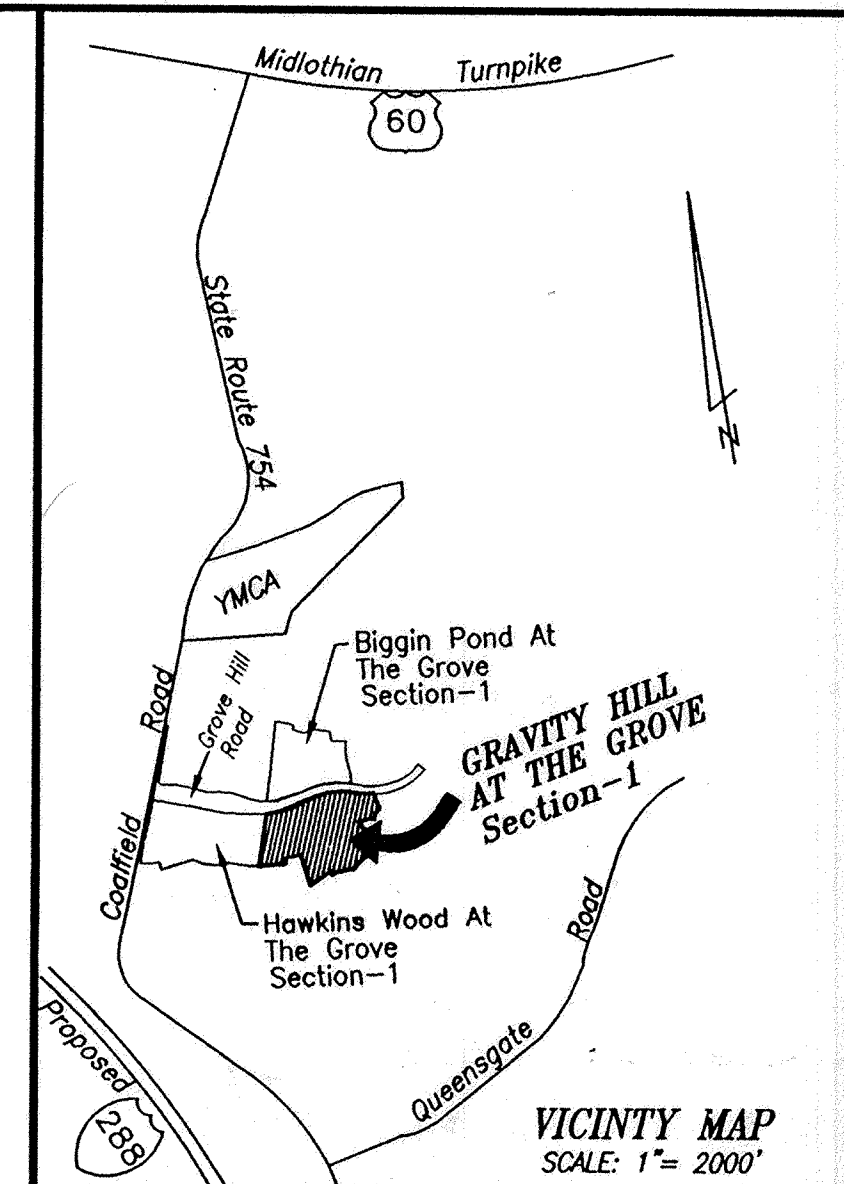 Midlothian Turnpike
60
State Route 754
N
YMCA
Biggin Pond At
The Grove
Section-1
Grove Hill
Road
GRAVITY HILL
AT THE GROVE
Section-1
Coalfield Road
Hawkins Wood At
The Grove
Section-1
Queensgate Road
Proposed
288
VICINTY MAP
SCALE: 1"= 2000'